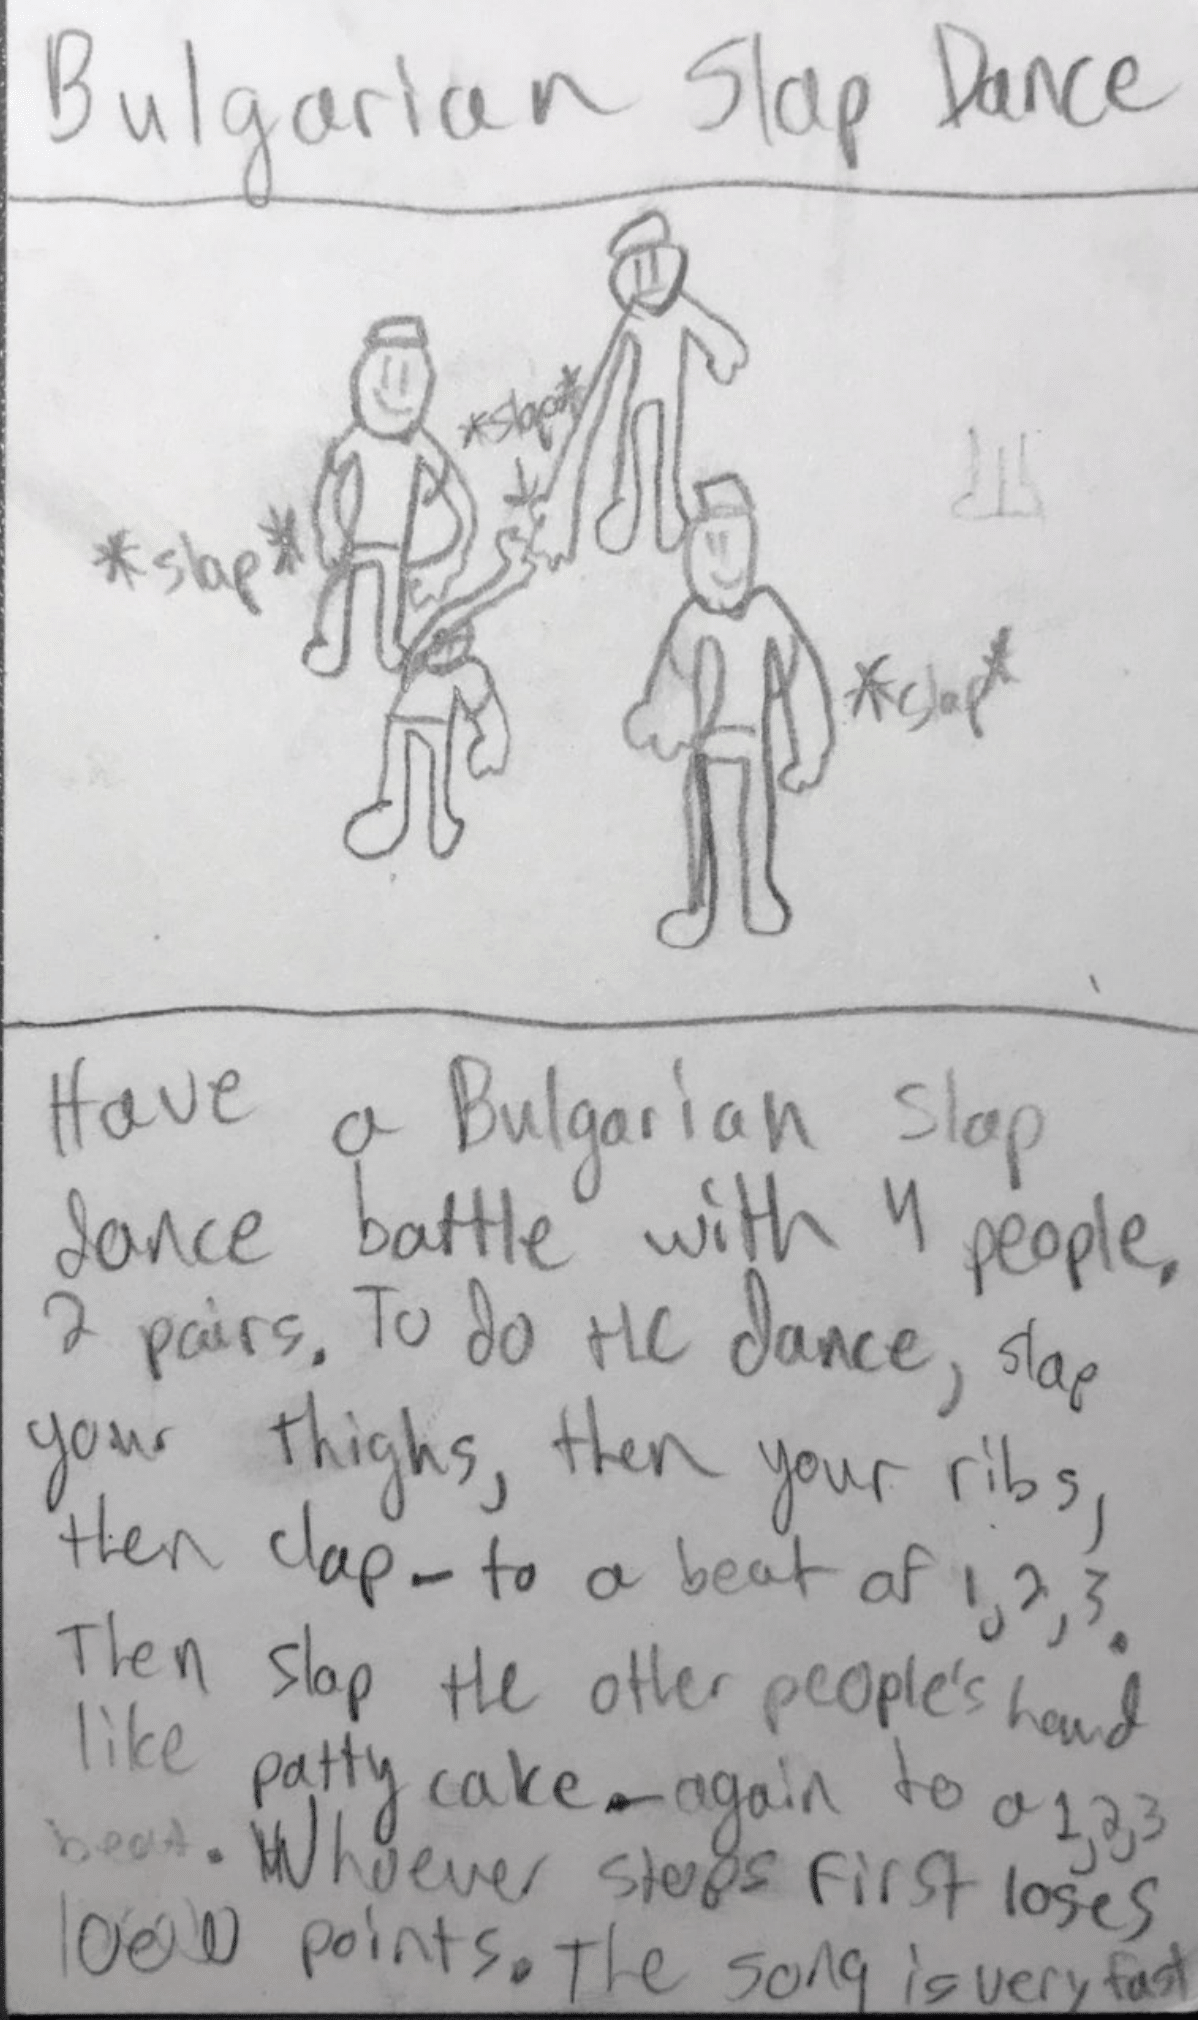 Bulgarian Slap Dance
*slap*
*slap*
*slap*
Have a Bulgarian Slap
dance battle with 4 people.
2 pairs. To do the dance, slap
your thighs, then your ribs,
then clap - to a beat of 1,2,3.
Then slap the other people's hand
like patty cake - again to a 1,2,3
beat. Whoever stops first loses
1000 points. The song is very fast